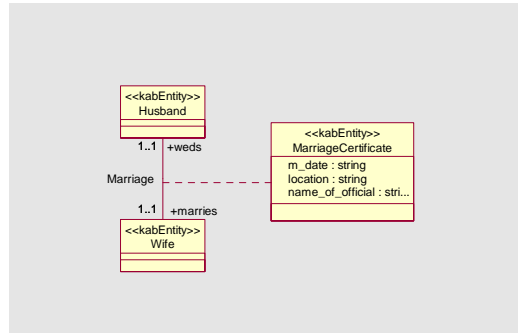 <<kabEntity>>
Husband
1..1 +weds
Marriage
<<kabEntity>>
MarriageCertificate
m_date : string
location : string
name_of_official : stri...
1..1 +marries
<<kabEntity>>
Wife